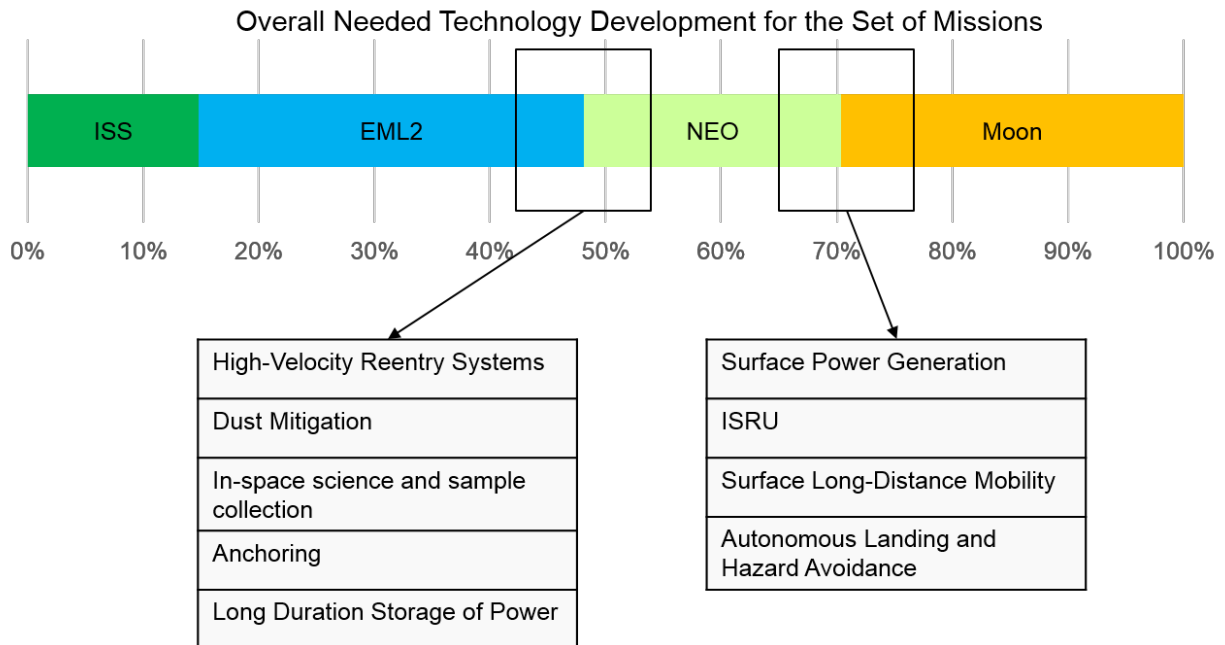 Overall Needed Technology Development for the Set of Missions
ISS
EML2
NEO
Moon
0%
10%
20%
30%
40%
50%
60%
70%
80%
90%
100%
High-Velocity Reentry Systems
Dust Mitigation
In-space science and sample
collection
Anchoring
Long Duration Storage of Power
Surface Power Generation
ISRU
Surface Long-Distance Mobility
Autonomous Landing and
Hazard Avoidance